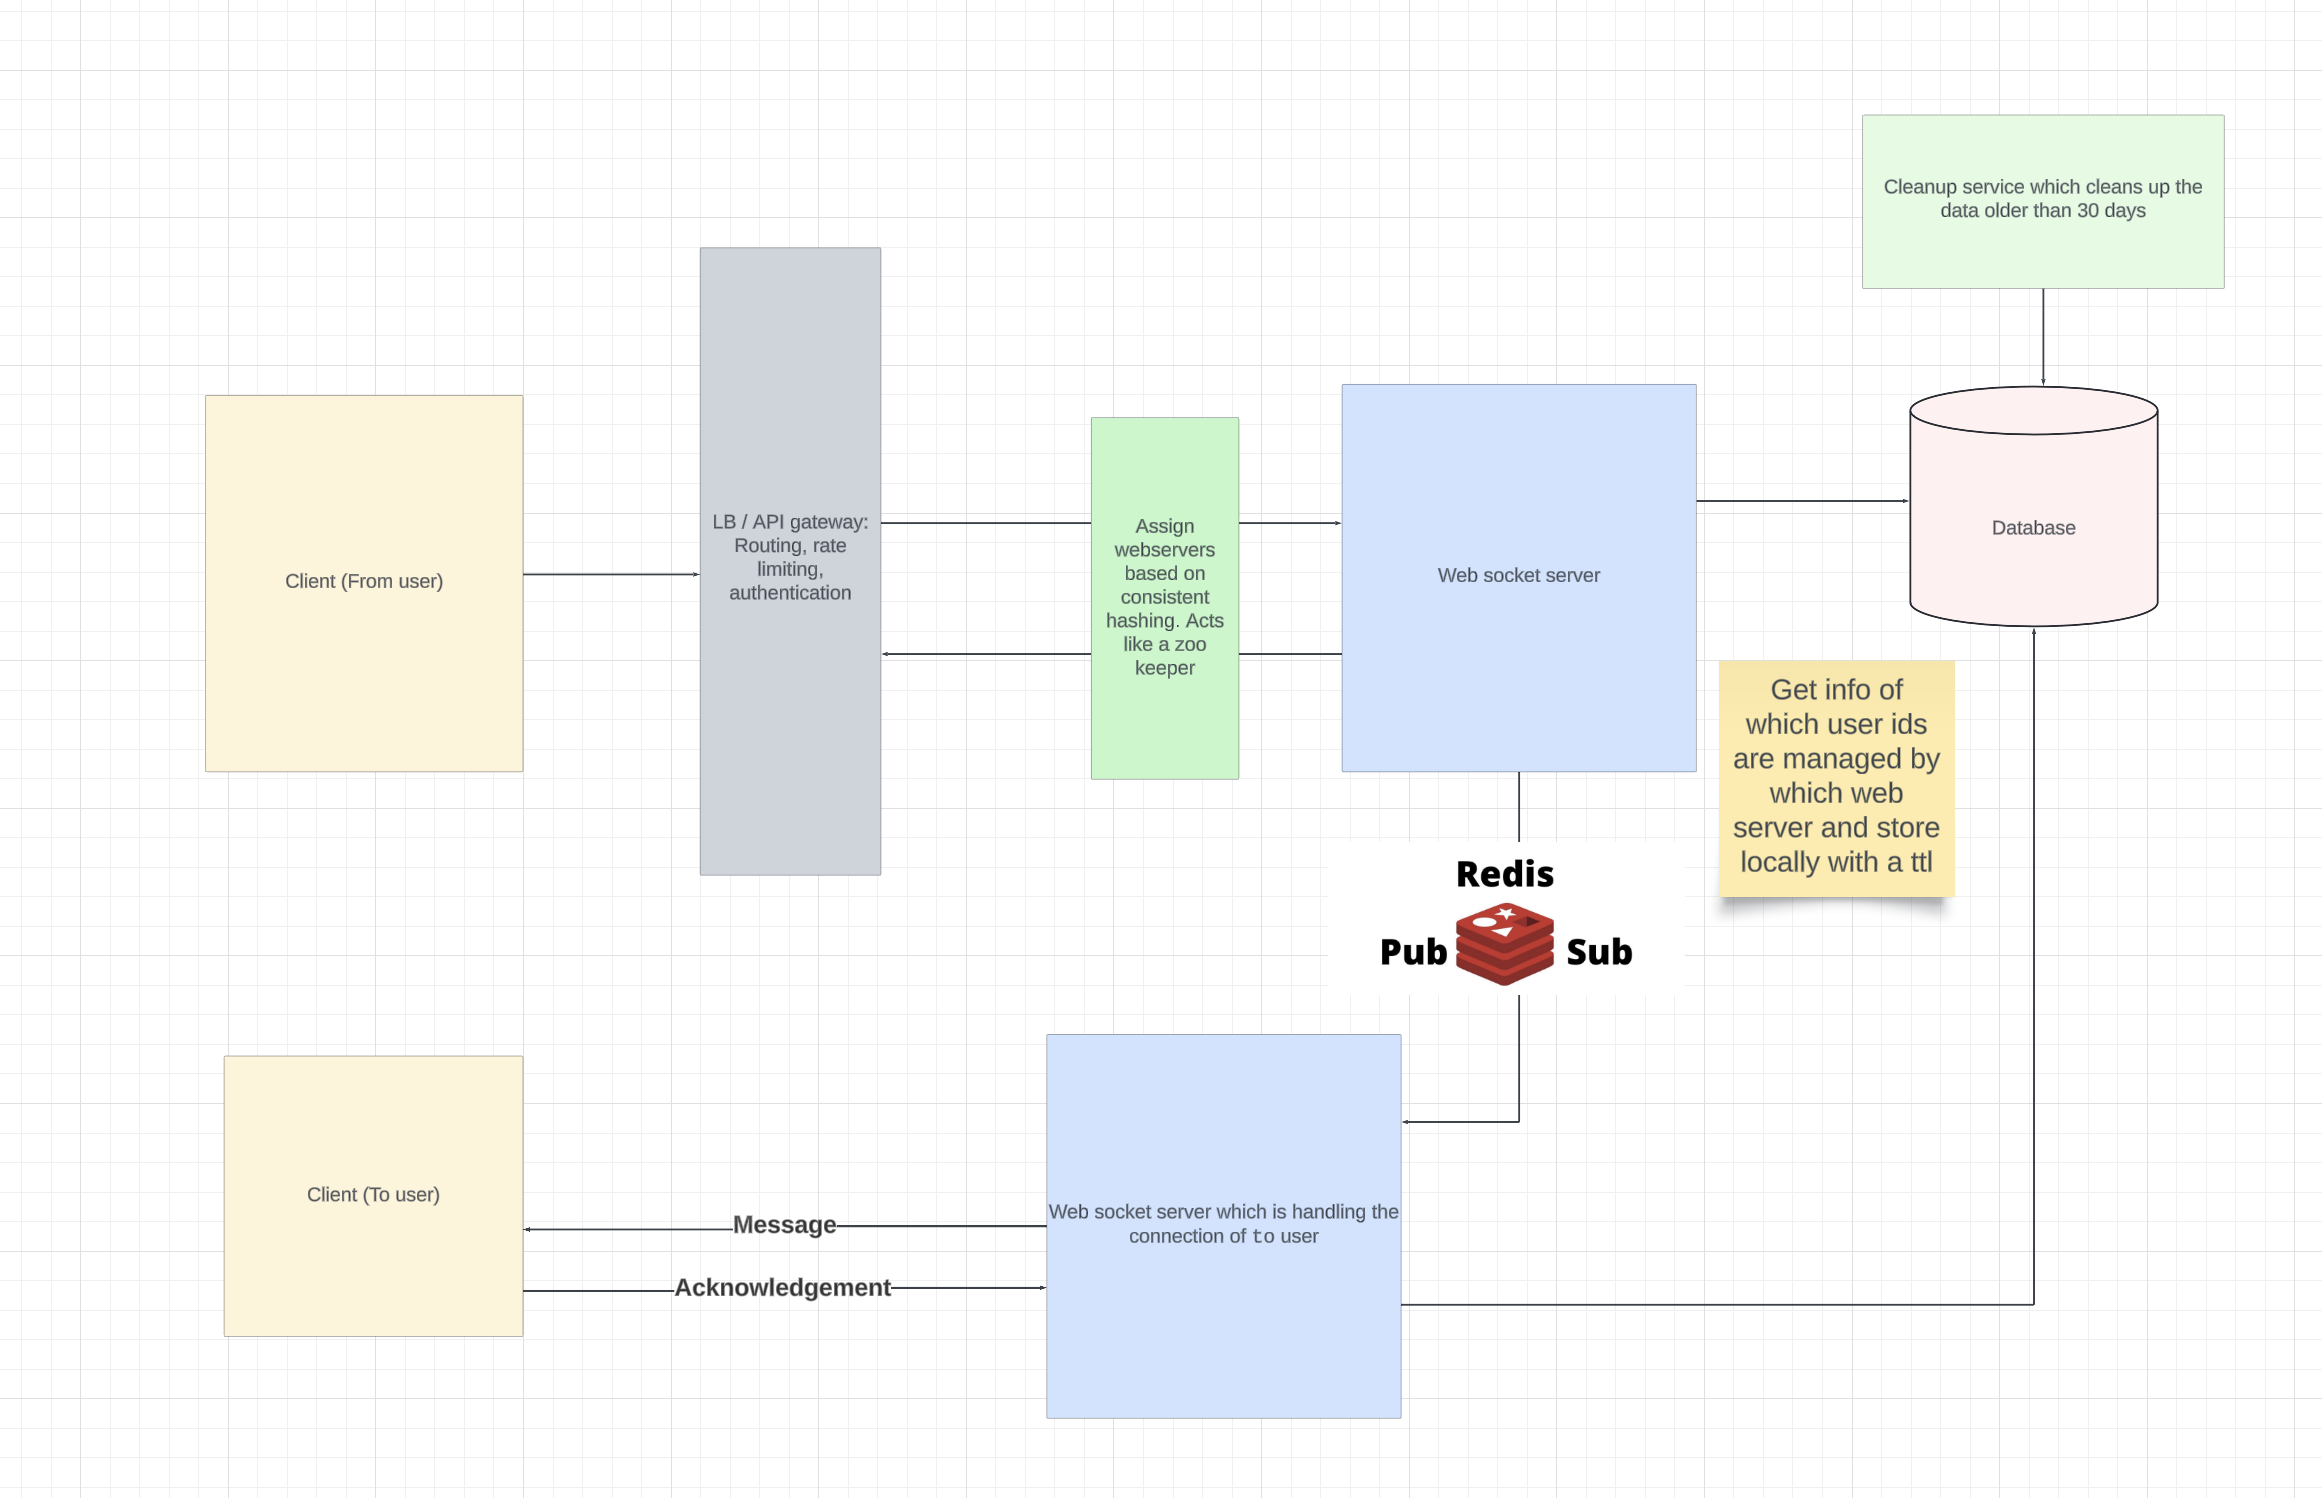 Cleanup service which cleans up the
data older than 30 days
Client (From user)
LB / API gateway:
Routing, rate
limiting,
authentication
Assign
webservers
based on
consistent
hashing. Acts
like a zoo
keeper
Web socket server
Database
Get info of
which user ids
are managed by
which web
server and store
locally with a ttl
Redis
Pub Sub
Client (To user)
Message
Acknowledgement
Web socket server which is handling the
connection of to user